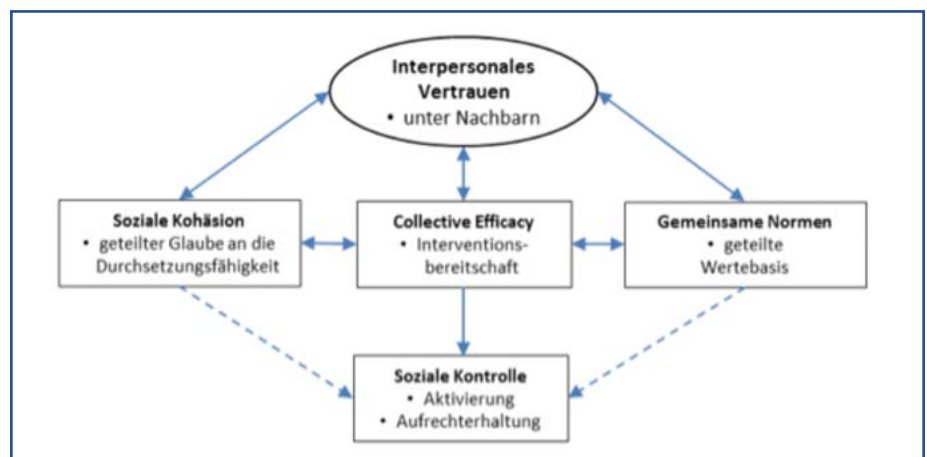 Interpersonales
Vertrauen
• unter Nachbarn
Soziale Kohäsion
• geteilter Glaube an die
Durchsetzungsfähigkeit
Collective Efficacy
• Interventions-
bereitschaft
Gemeinsame Normen
• geteilte
Wertebasis
Soziale Kontrolle
• Aktivierung
• Aufrechterhaltung